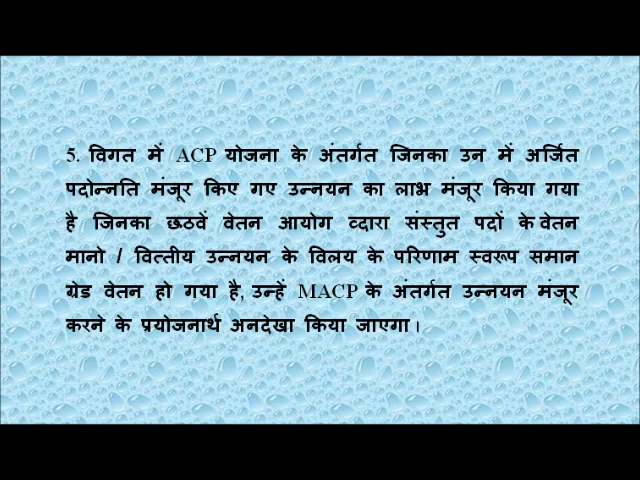 5. विगत में ACP योजना के अंतर्गत जिनका उन में अर्जित
पदोन्नति मंजूर किए गए उन्नयन का लाभ मंजूर किया गया
है जिनका छठवें वेतन आयोग व्दारा संस्तुत पदों के वेतन
मानो / वित्तीय उन्नयन के विलय के परिणाम स्वरूप समान
ग्रेड वेतन हो गया है, उन्हें MACP के अंतर्गत उन्नयन मंजूर
करने के प्रयोजनार्थ अनदेखा किया जाएगा।